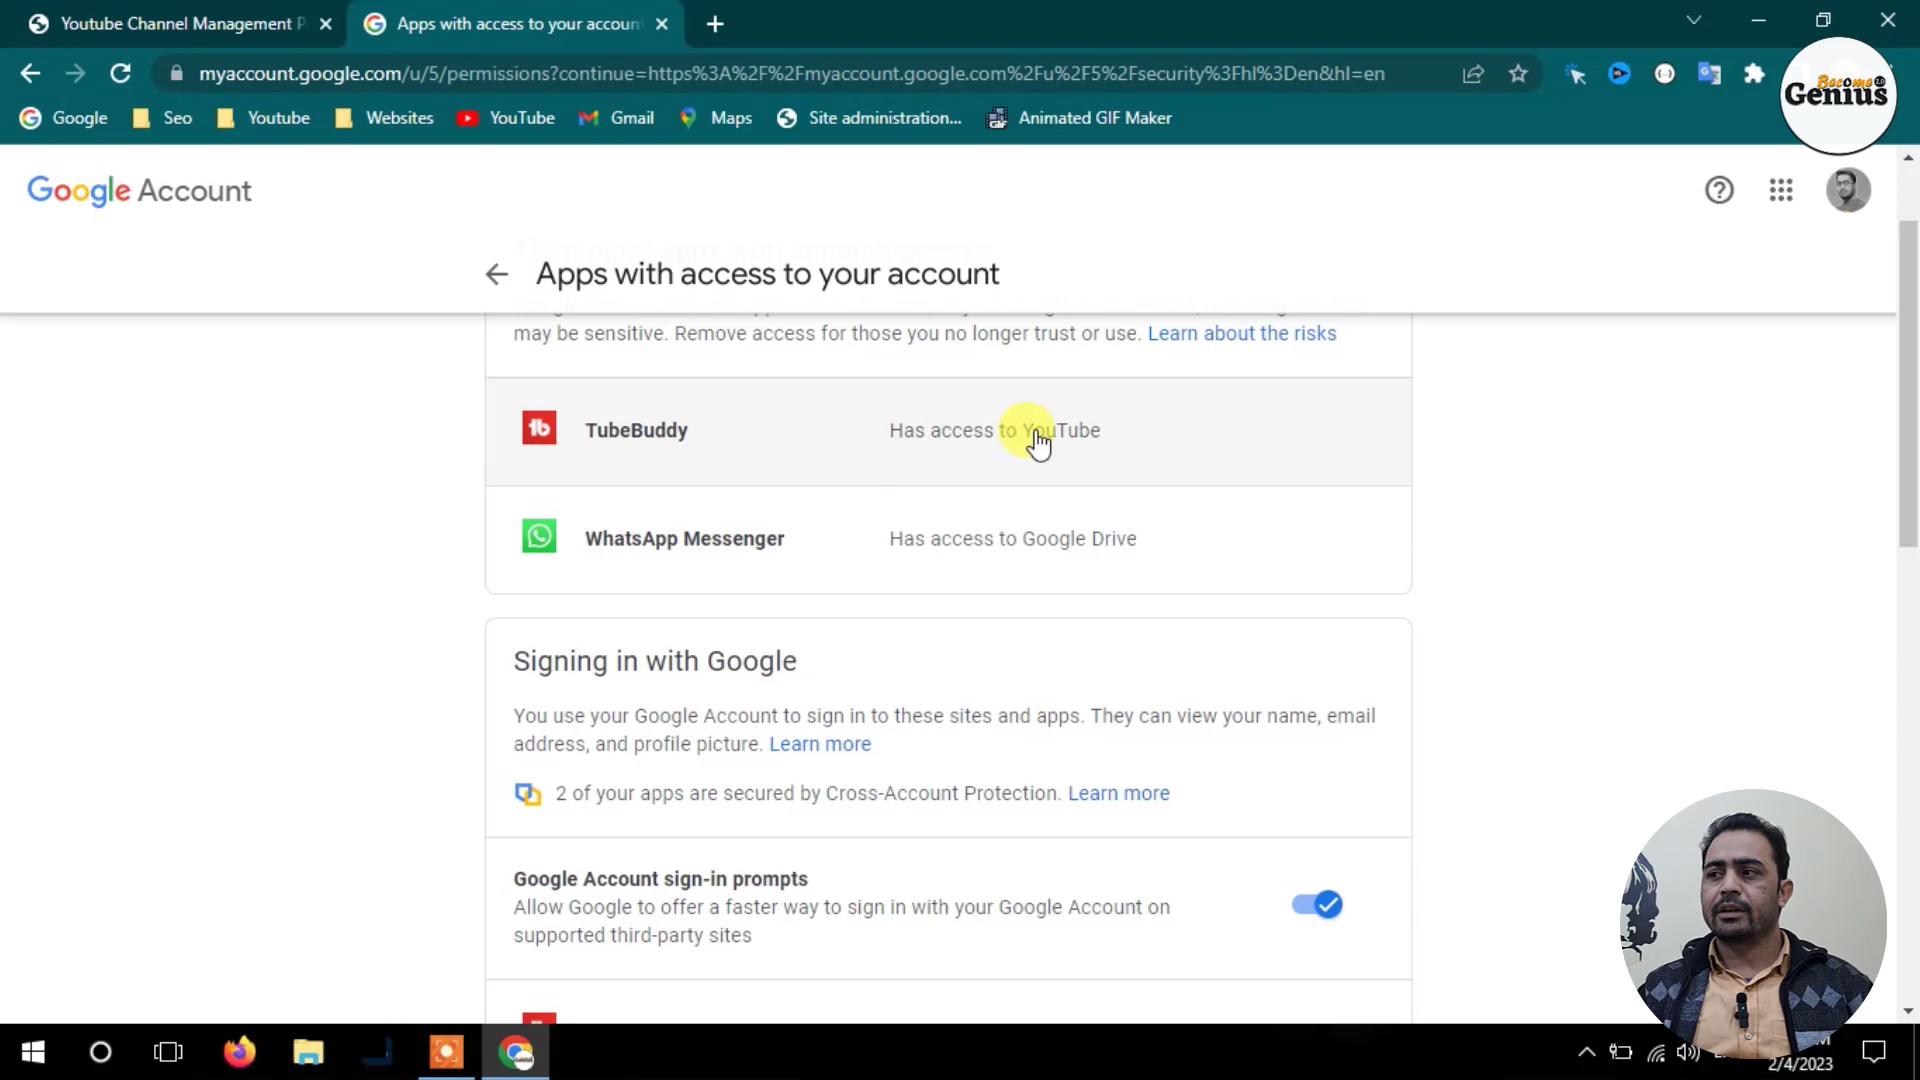 Youtube Channel Management P
Apps with access to your accoun
myaccount.google.com/u/5/permissions?continue=https%3A%2F%2Fmyaccount.google.com%2Fu%2F5%2Fsecurity%3Fhl%3Den&hl=en
Become 2.0
Genius
Google
Seo
Youtube
Websites
YouTube
Gmail
Maps
Site administration...
Animated GIF Maker
Google Account
Apps with access to your account
may be sensitive. Remove access for those you no longer trust or use. Learn about the risks
TubeBuddy
Has access to YouTube
WhatsApp Messenger
Has access to Google Drive
Signing in with Google
You use your Google Account to sign in to these sites and apps. They can view your name, email
address, and profile picture. Learn more
2 of your apps are secured by Cross-Account Protection. Learn more
Google Account sign-in prompts
Allow Google to offer a faster way to sign in with your Google Account on
supported third-party sites
2/4/2023